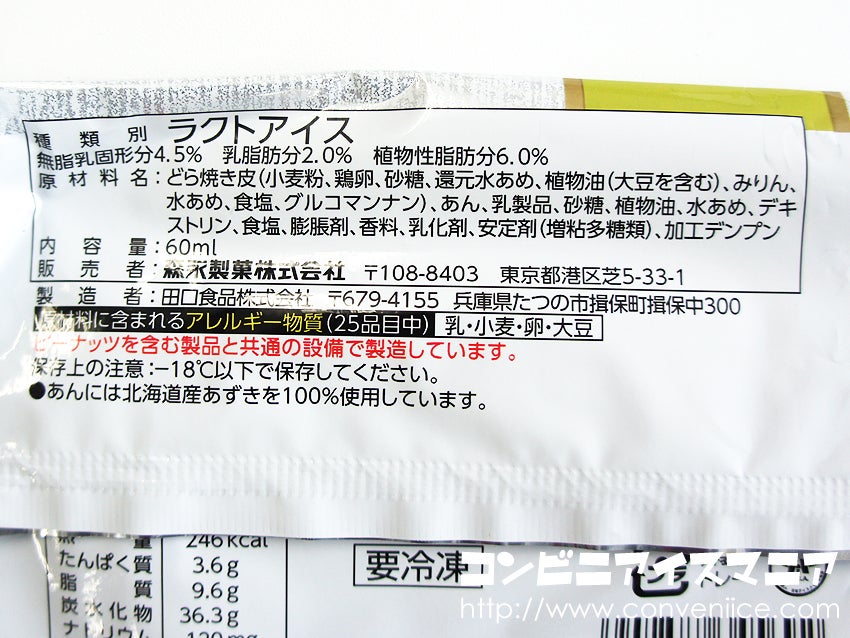 種類別 ラクトアイス
無脂乳固形分4.5% 乳脂肪分2.0% 植物性脂肪分6.0%
原材料名：どら焼き皮（小麦粉、鶏卵、砂糖、還元水あめ、植物油（大豆を含む）、みりん、
水あめ、食塩、グルコマンナン）、あん、乳製品、砂糖、植物油、水あめ、デキ
ストリン、食塩、膨脹剤、香料、乳化剤、安定剤（増粘多糖類）、加工デンプン
内容量：60ml
販売者：森永製菓株式会社 〒108-8403 東京都港区芝5-33-1
製造者：田口食品株式会社 〒679-4155 兵庫県たつの市揖保町揖保中300
原材料に含まれるアレルギー物質（25品目中） 乳・小麦・卵・大豆
ピーナッツを含む製品と共通の設備で製造しています。
保存上の注意：－18℃以下で保存してください。
●あんには北海道産あずきを100%使用しています。
熱量 246kcal
たんぱく質 3.6g
脂質 9.6g
炭水化物 36.3g
ナトリウム 120mg
要冷凍
コンビニアイスマニア
http://www.conveniice.com/